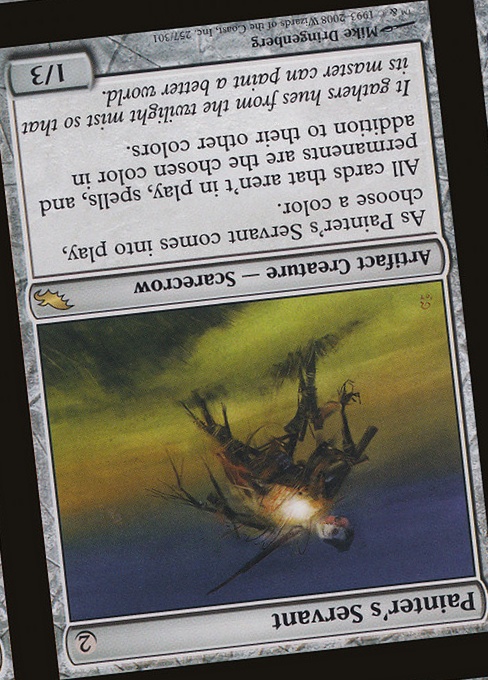 Painter's Servant
2
Artifact Creature — Scarecrow
As Painter's Servant comes into play,
choose a color.
All cards that aren't in play, spells, and
permanents are the chosen color in
addition to their other colors.
It gathers hues from the twilight mist so that
its master can paint a better world.
1/3
Mike Dringenberg
™ & © 1993–2008 Wizards of the Coast, Inc. 257/301